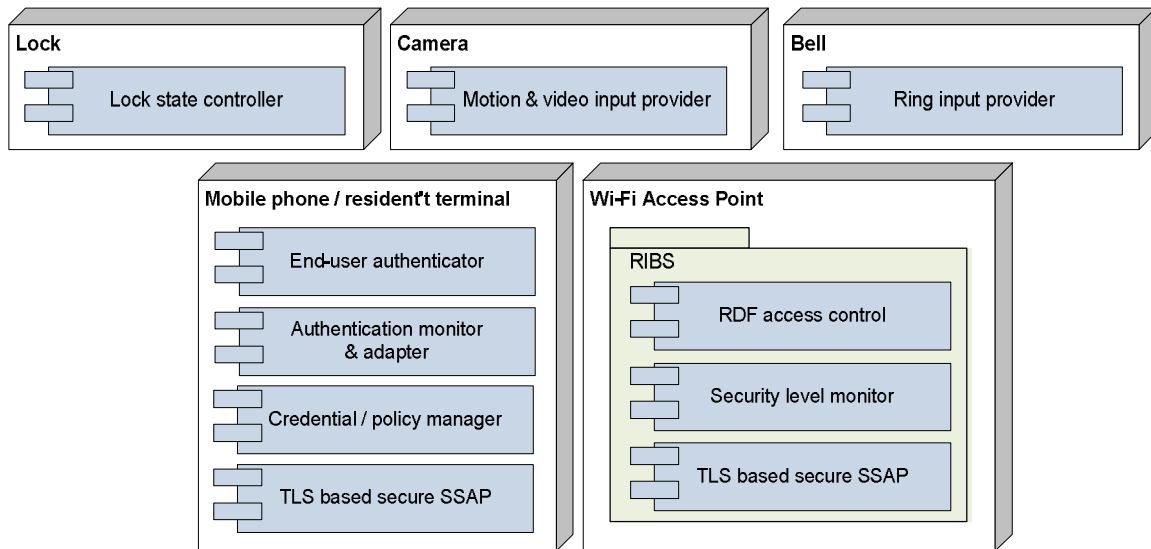 Lock
Lock state controller
Camera
Motion & video input provider
Bell
Ring input provider
Mobile phone / resident't terminal
End-user authenticator
Authentication monitor
& adapter
Credential / policy manager
TLS based secure SSAP
Wi-Fi Access Point
RIBS
RDF access control
Security level monitor
TLS based secure SSAP